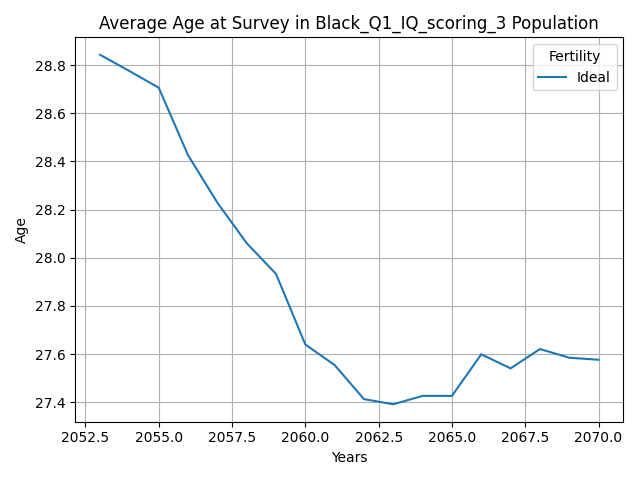 Average Age at Survey in Black_Q1_IQ_scoring_3 Population
Fertility
Ideal
28.8
28.6
28.4
28.2
28.0
27.8
27.6
27.4
Age
2052.5 2055.0 2057.5 2060.0 2062.5 2065.0 2067.5 2070.0
Years